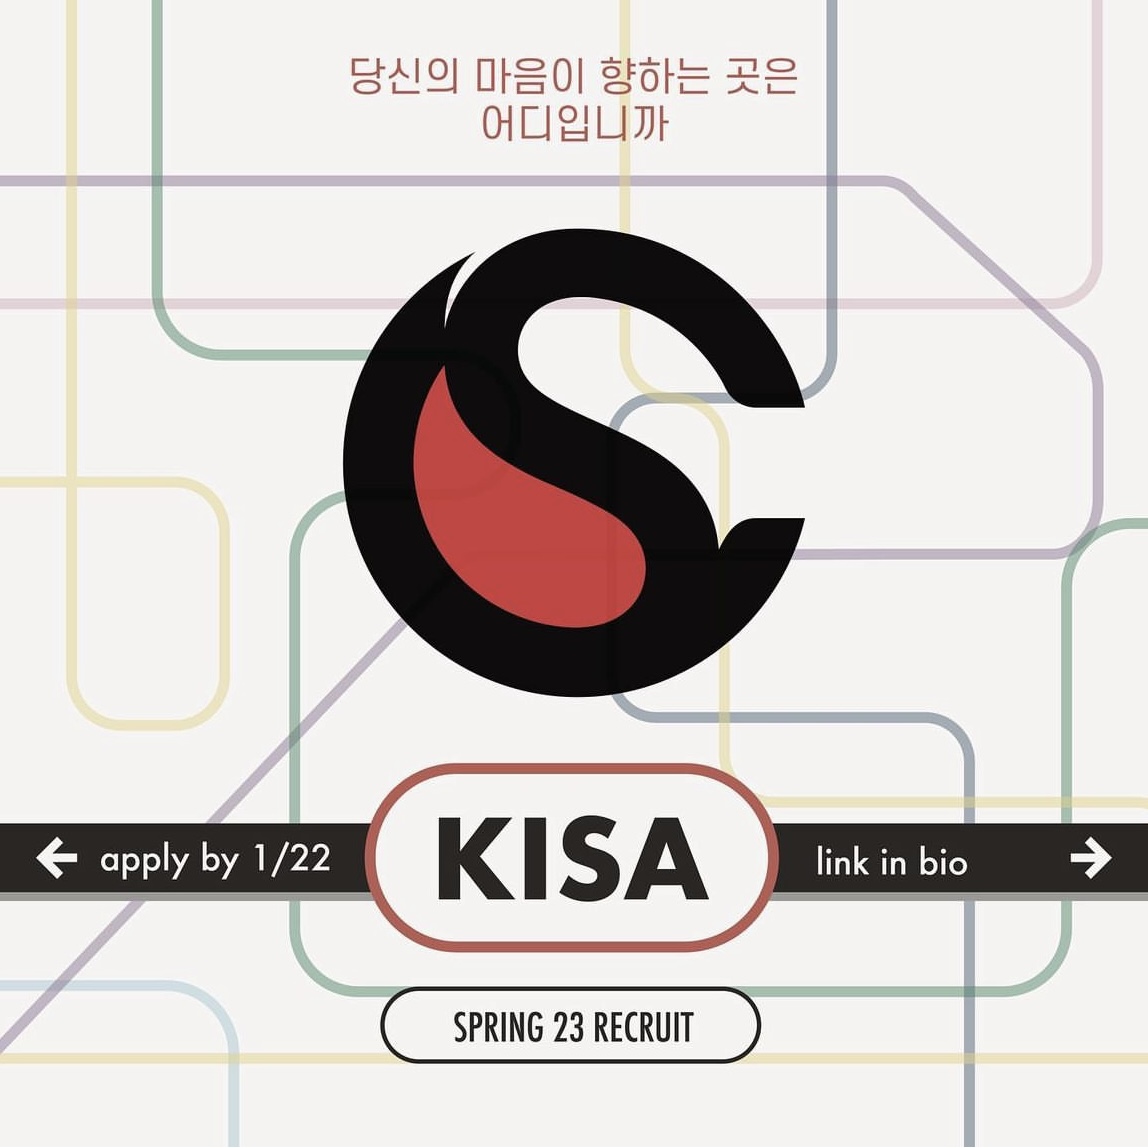 당신의 마음이 향하는 곳은
어디입니까
← apply by 1/22
KISA
link in bio →
SPRING 23 RECRUIT